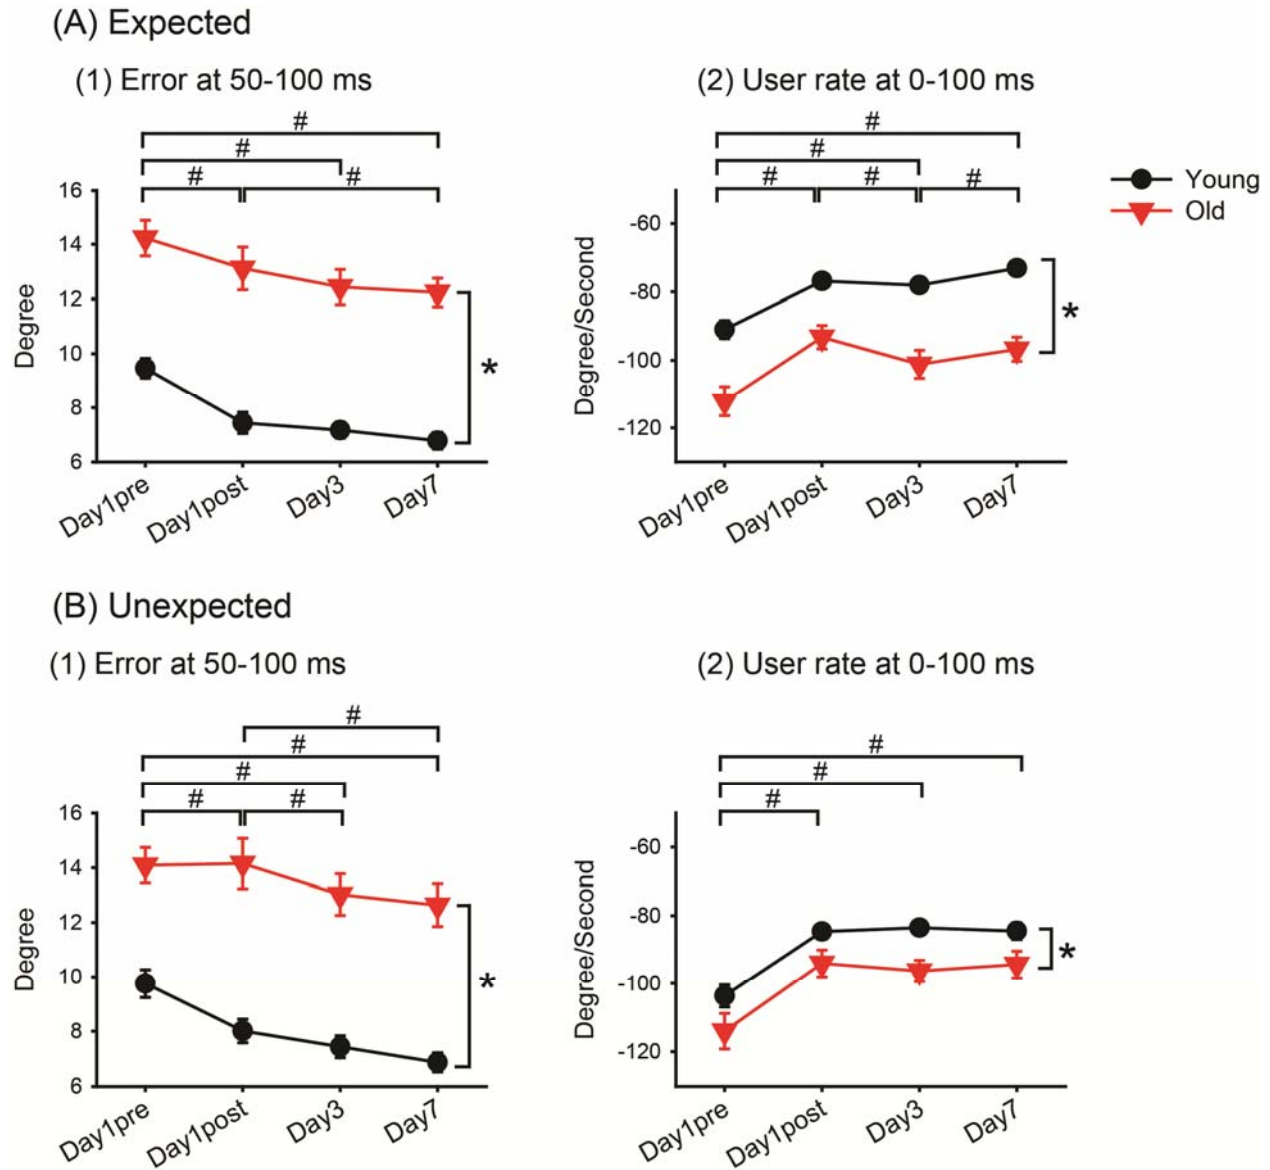 (A) Expected
(1) Error at 50-100 ms
(2) User rate at 0-100 ms
#
#
# #
#
#
# # #
Young
Old
Degree
16
14
12
10
8
6
*
Day1pre
Day1post
Day3
Day7
Degree/Second
-60
-80
-100
-120
*
Day1pre
Day1post
Day3
Day7
(B) Unexpected
(1) Error at 50-100 ms
(2) User rate at 0-100 ms
#
#
#
# #
#
#
#
Degree
16
14
12
10
8
6
*
Day1pre
Day1post
Day3
Day7
Degree/Second
-60
-80
-100
-120
*
Day1pre
Day1post
Day3
Day7